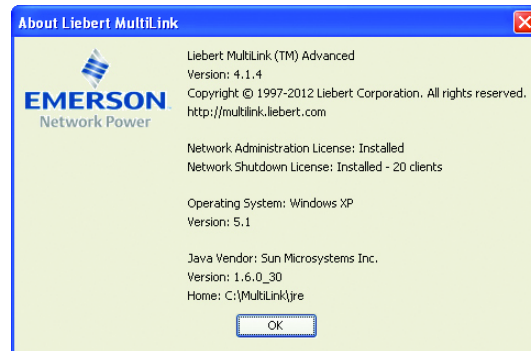 About Liebert MultiLink
EMERSON
Network Power
Liebert MultiLink (TM) Advanced
Version: 4.1.4
Copyright © 1997-2012 Liebert Corporation. All rights reserved.
http://multilink.liebert.com
Network Administration License: Installed
Network Shutdown License: Installed - 20 clients
Operating System: Windows XP
Version: 5.1
Java Vendor: Sun Microsystems Inc.
Version: 1.6.0_30
Home: C:\MultiLink\jre
OK